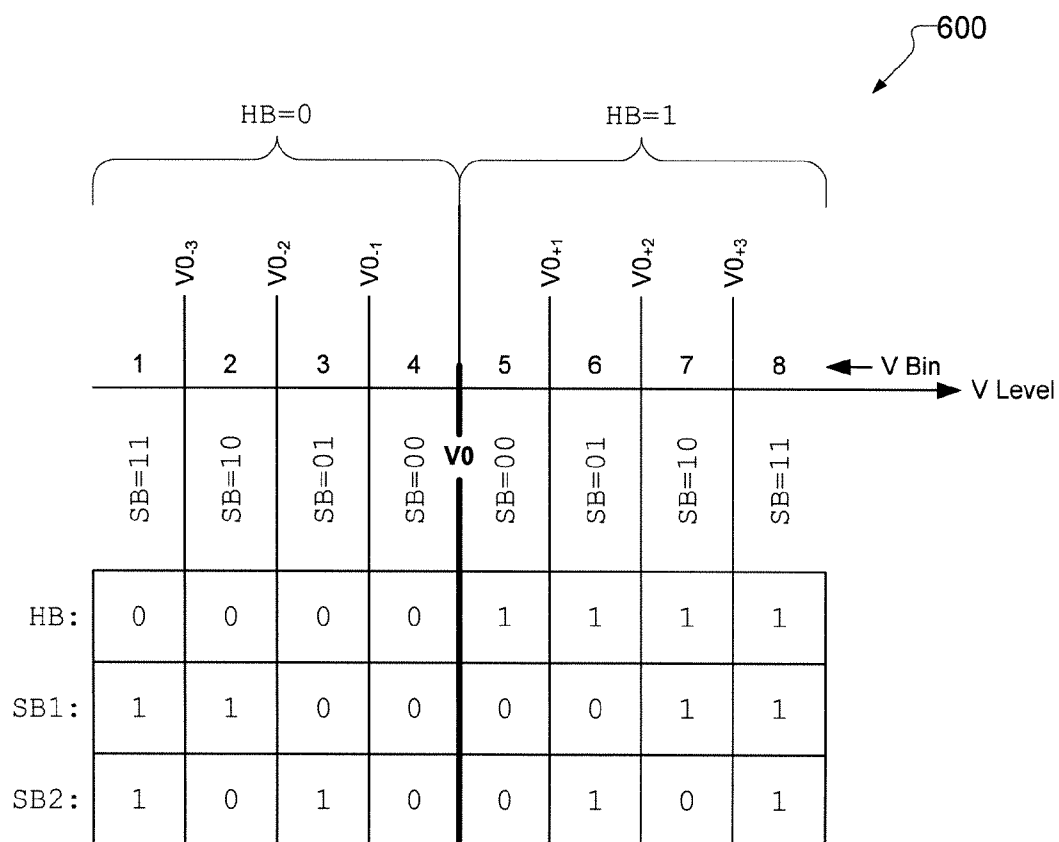 600
HB=0 HB=1
V0-3 V0-2 V0-1 V0+1 V0+2 V0+3
1 2 3 4 5 6 7 8 V Bin
V Level
SB=11 SB=10 SB=01 SB=00 V0 SB=00 SB=01 SB=10 SB=11
HB: 0 0 0 0 1 1 1 1
SB1: 1 1 0 0 0 0 1 1
SB2: 1 0 1 0 0 1 0 1